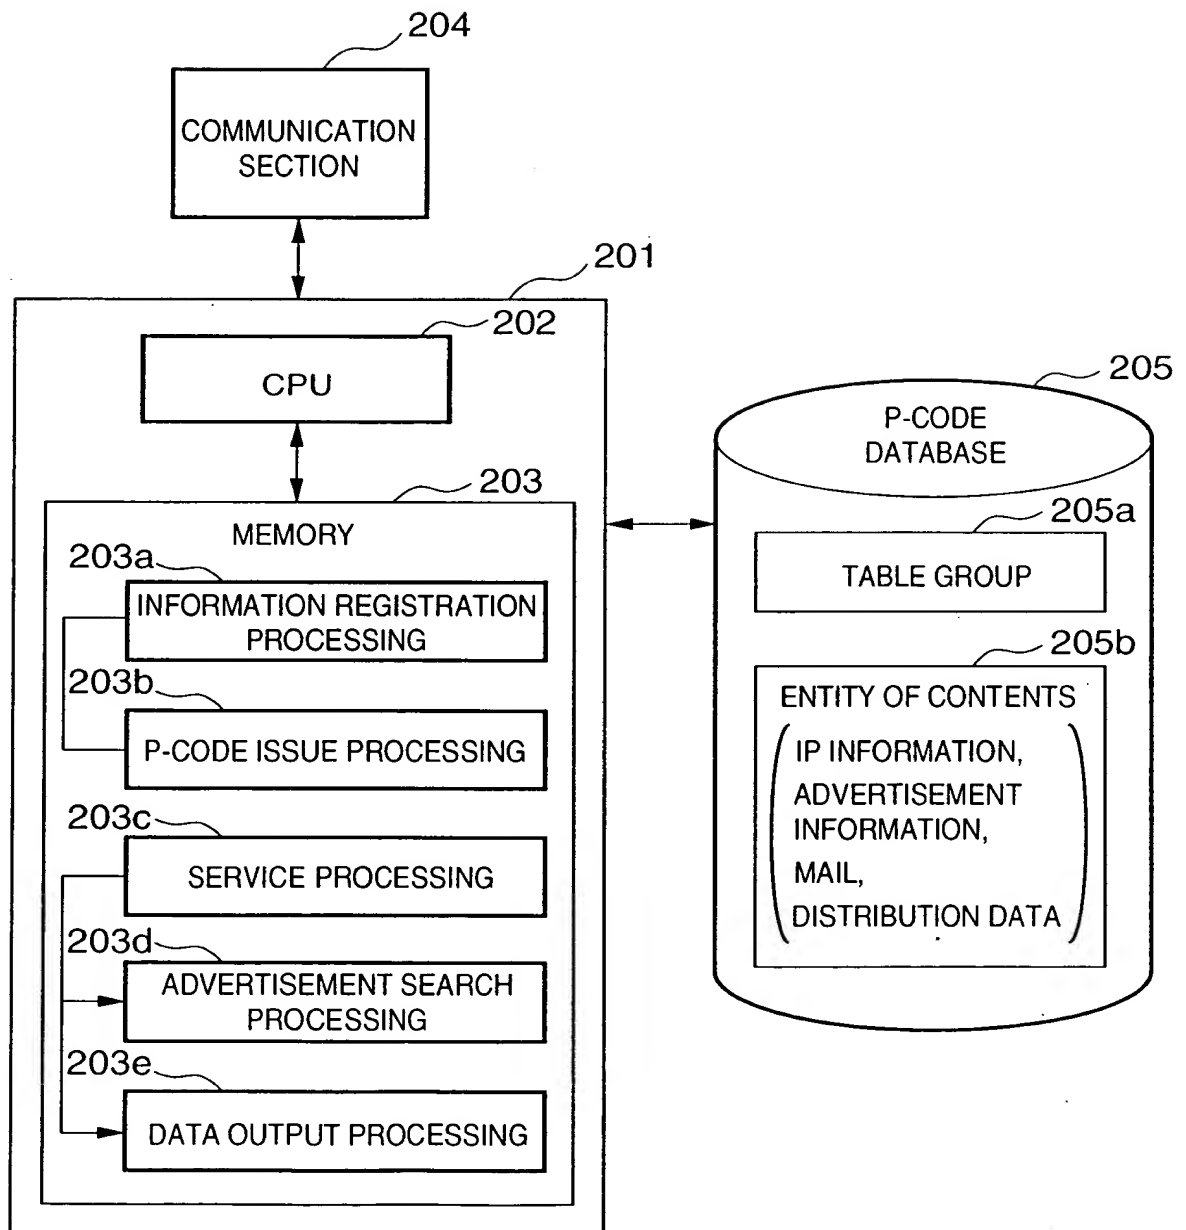 204
COMMUNICATION
SECTION
201
202
CPU
203
MEMORY
203a
INFORMATION REGISTRATION
PROCESSING
203b
P-CODE ISSUE PROCESSING
203c
SERVICE PROCESSING
203d
ADVERTISEMENT SEARCH
PROCESSING
203e
DATA OUTPUT PROCESSING
205
P-CODE
DATABASE
205a
TABLE GROUP
205b
ENTITY OF CONTENTS
IP INFORMATION,
ADVERTISEMENT
INFORMATION,
MAIL,
DISTRIBUTION DATA